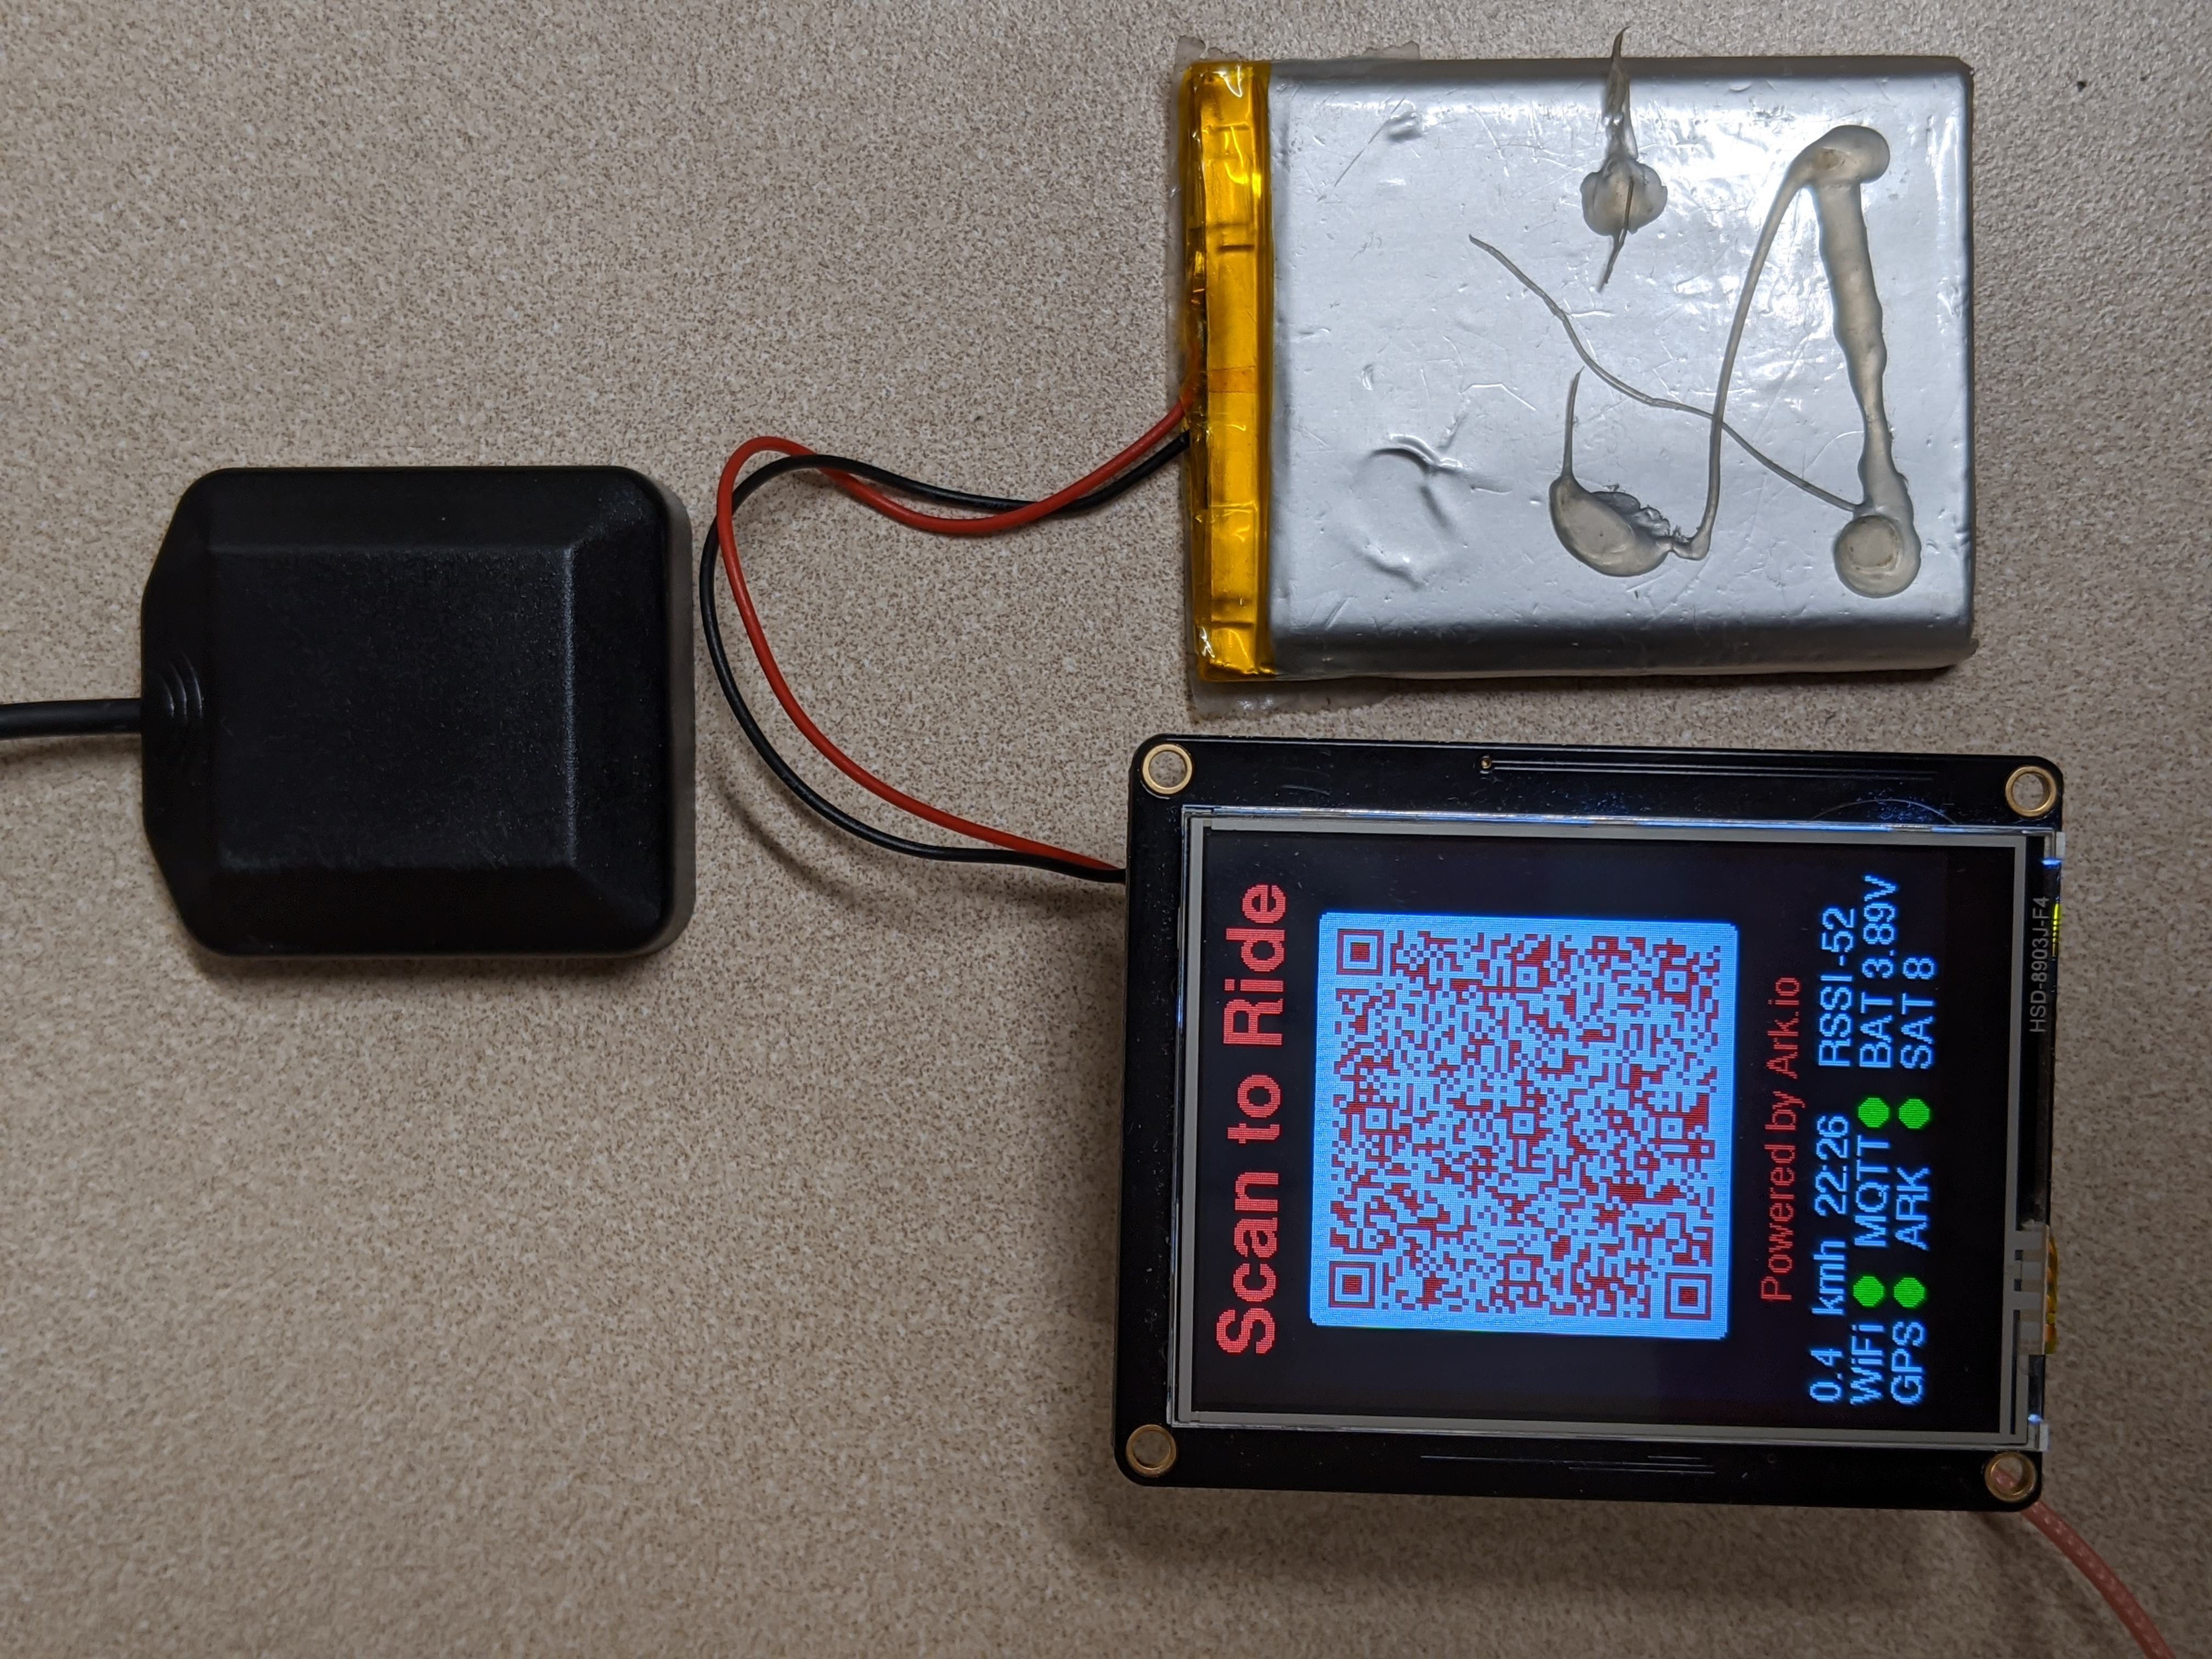 Scan to Ride
Powered by Ark.io
0.4 kmh 22:26 RSSI-52
WiFi MQTT BAT 3.89V
GPS ARK SAT 8
HSD-8903J-F4